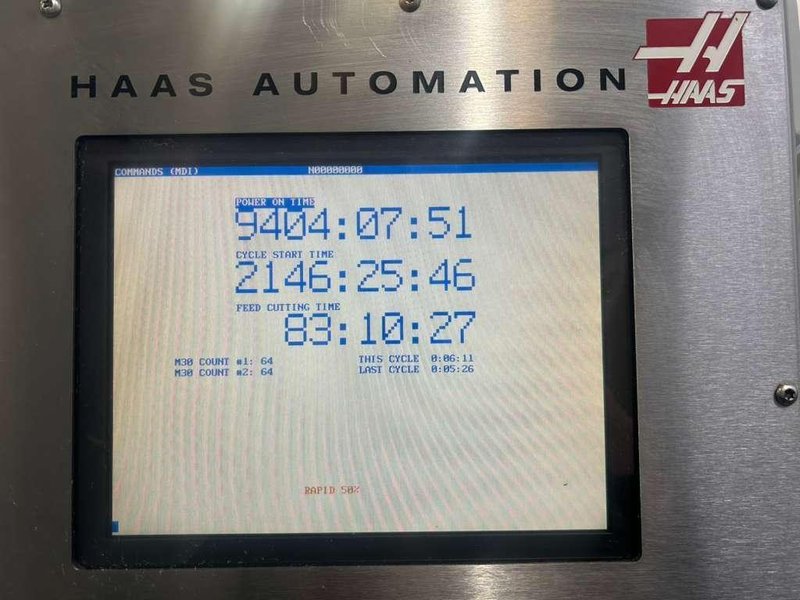 HAAS AUTOMATION
HAAS
COMMANDS (MDI) N00000000
POWER ON TIME
9404:07:51
CYCLE START TIME
2146:25:46
FEED CUTTING TIME
83:10:27
M30 COUNT #1: 64 THIS CYCLE 0:06:11
M30 COUNT #2: 64 LAST CYCLE 0:05:26
RAPID 50%